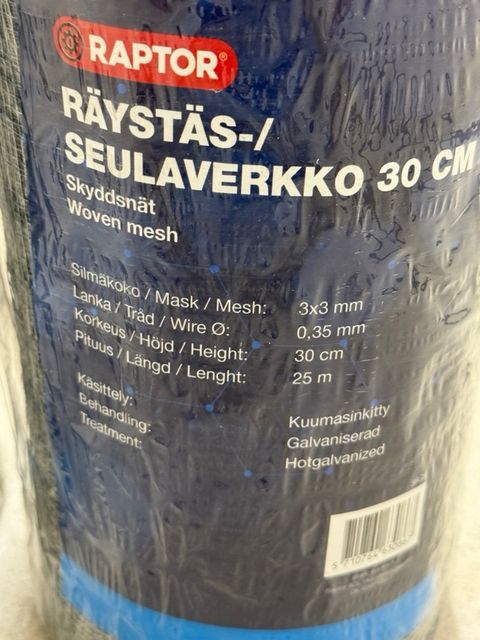 RAPTOR®
RÄYSTÄS-/
SEULAVERKKO 30 CM
Skyddsnät
Woven mesh
Silmäkoko / Mask / Mesh: 3x3 mm
Lanka / Tråd / Wire Ø: 0,35 mm
Korkeus / Höjd / Height: 30 cm
Pituus / Längd / Lenght: 25 m
Käsittely: Kuumasinkitty
Behandling: Galvaniserad
Treatment: Hotgalvanized